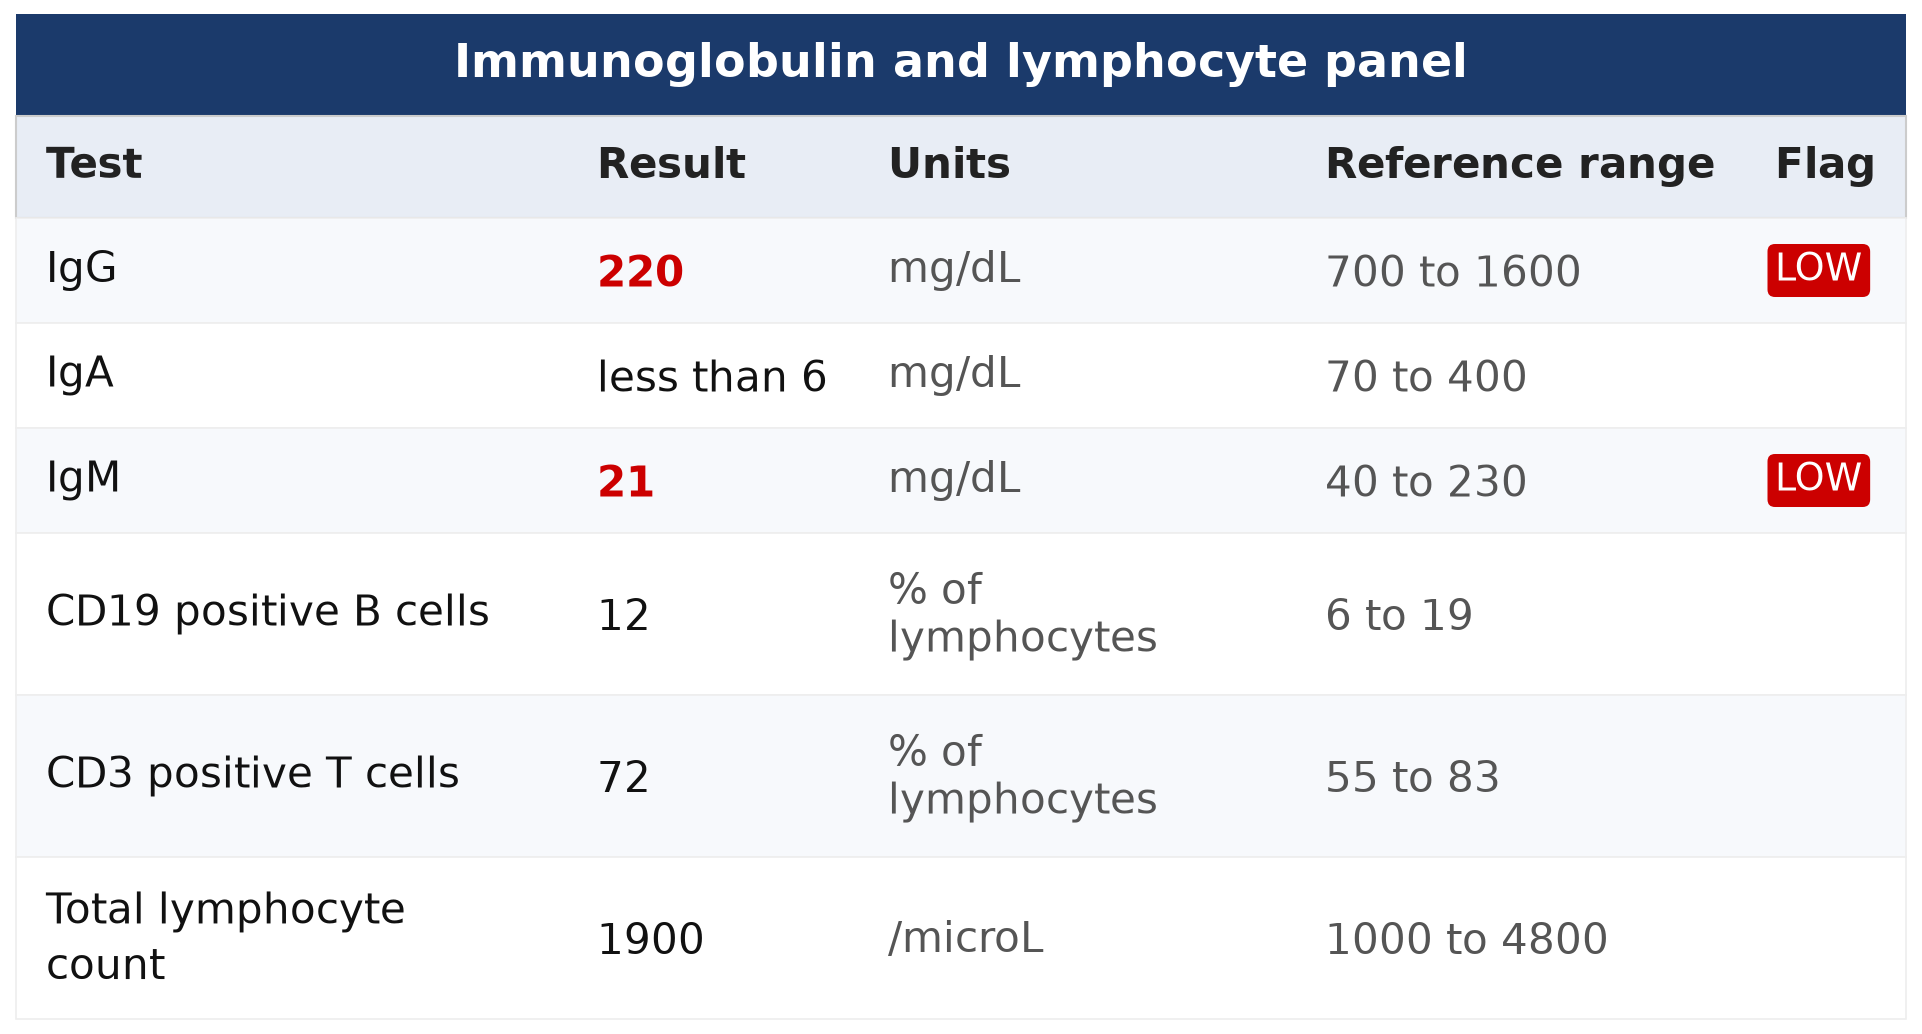 Immunoglobulin and lymphocyte panel
Test Result Units Reference range Flag
IgG 220 mg/dL 700 to 1600 LOW
IgA less than 6 mg/dL 70 to 400
IgM 21 mg/dL 40 to 230 LOW
CD19 positive B cells 12 % of
lymphocytes 6 to 19
CD3 positive T cells 72 % of
lymphocytes 55 to 83
Total lymphocyte
count 1900 /microL 1000 to 4800